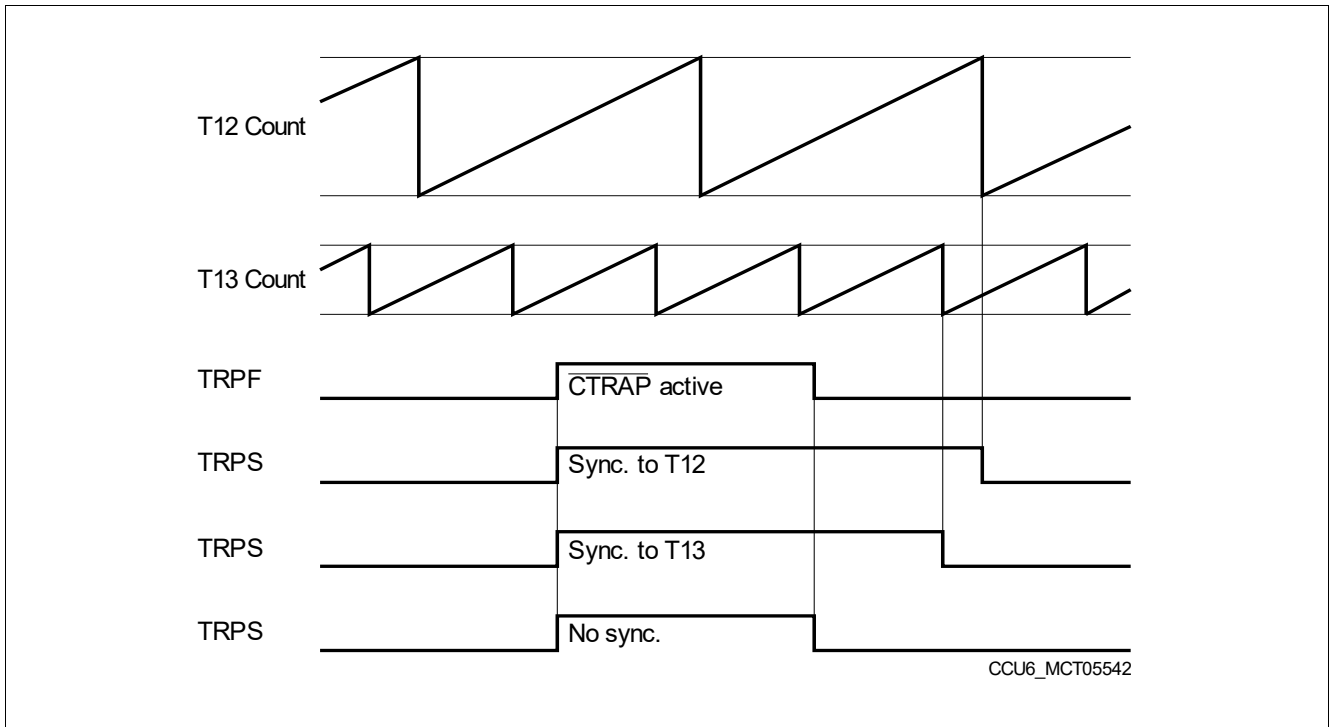 T12 Count
T13 Count
TRPF
CTRAP active
TRPS
Sync. to T12
TRPS
Sync. to T13
TRPS
No sync.
CCU6_MCT05542